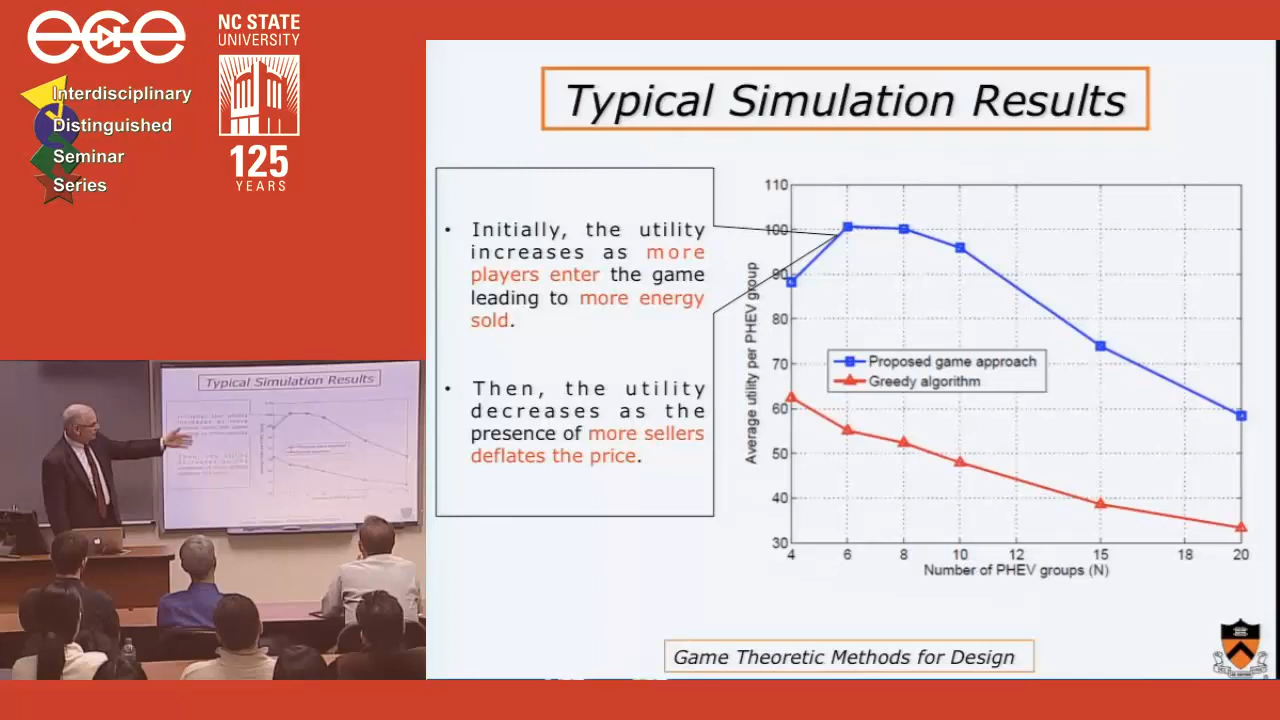 ece
NC STATE
UNIVERSITY
Interdisciplinary
Distinguished
Seminar
Series
125
YEARS
Typical Simulation Results
• Initially, the utility
increases as more
players enter the game
leading to more energy
sold.
• Then, the utility
decreases as the
presence of more sellers
deflates the price.
110
100
90
80
70
60
50
40
30
Average utility per PHEV group
Proposed game approach
Greedy algorithm
4 6 8 10 12 15 18 20
Number of PHEV groups (N)
Game Theoretic Methods for Design
Typical Simulation Results